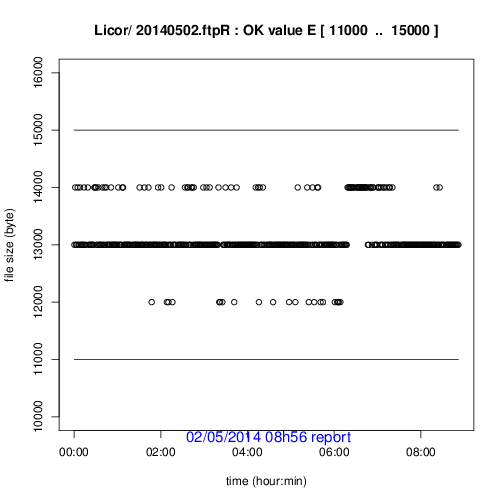 Licor/ 20140502.ftpR : OK value E [ 11000 .. 15000 ]
file size (byte)
16000
15000
14000
13000
12000
11000
10000
02/05/2014 08h56 report
00:00 02:00 04:00 06:00 08:00
time (hour:min)